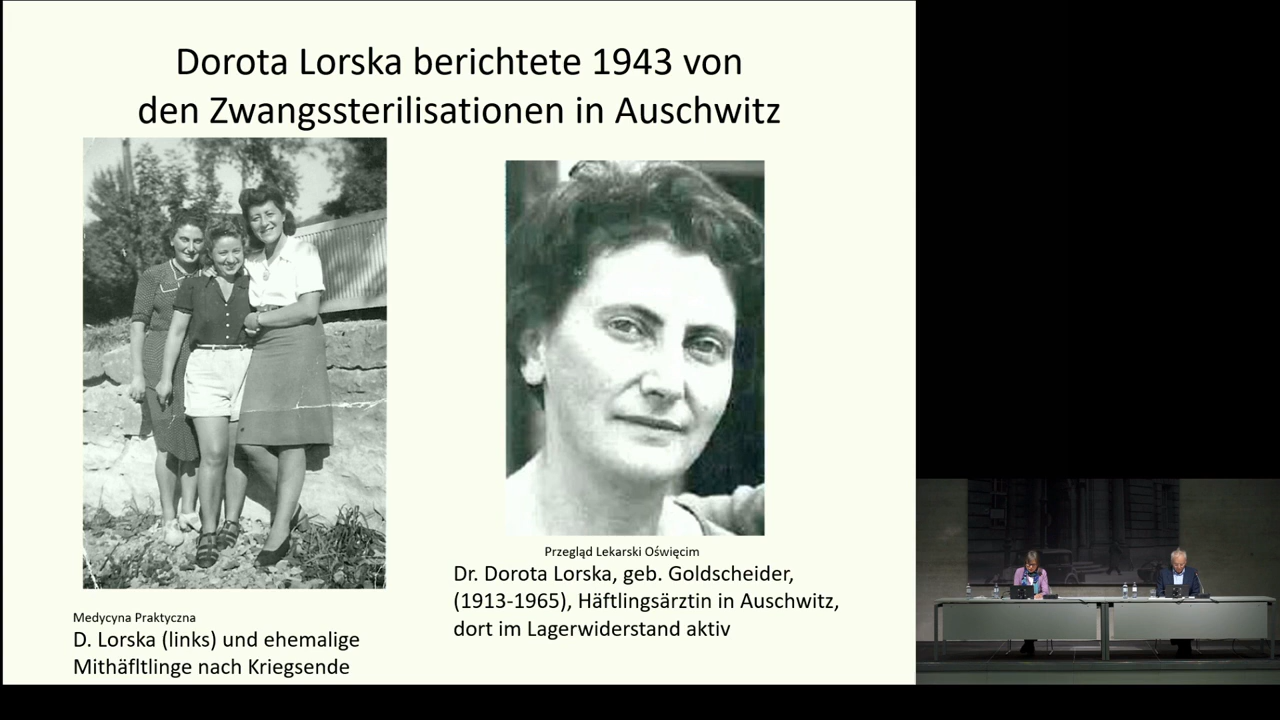 Dorota Lorska berichtete 1943 von
den Zwangssterilisationen in Auschwitz
Medycyna Praktyczna
D. Lorska (links) und ehemalige
Mithäfltlinge nach Kriegsende
Przegląd Lekarski Oświęcim
Dr. Dorota Lorska, geb. Goldscheider,
(1913-1965), Häftlingsärztin in Auschwitz,
dort im Lagerwiderstand aktiv